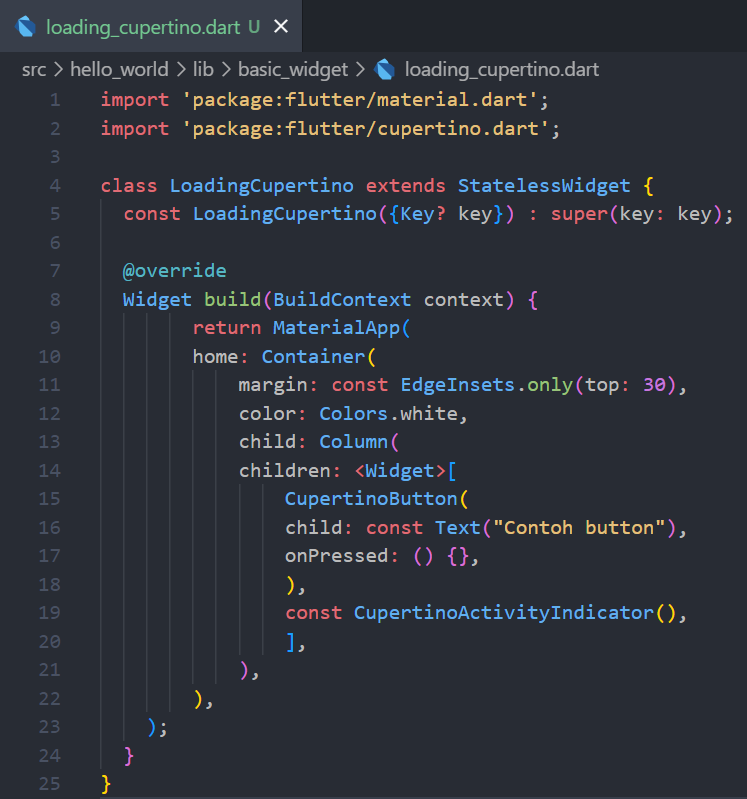 loading_cupertino.dart U ×
src > hello_world > lib > basic_widget > loading_cupertino.dart
1 import 'package:flutter/material.dart';
2 import 'package:flutter/cupertino.dart';
3
4 class LoadingCupertino extends StatelessWidget {
5 const LoadingCupertino({Key? key}) : super(key: key);
6
7 @override
8 Widget build(BuildContext context) {
9 return MaterialApp(
10 home: Container(
11 margin: const EdgeInsets.only(top: 30),
12 color: Colors.white,
13 child: Column(
14 children: <Widget>[
15 CupertinoButton(
16 child: const Text("Contoh button"),
17 onPressed: () {},
18 ),
19 const CupertinoActivityIndicator(),
20 ],
21 ),
22 ),
23 );
24 }
25 }